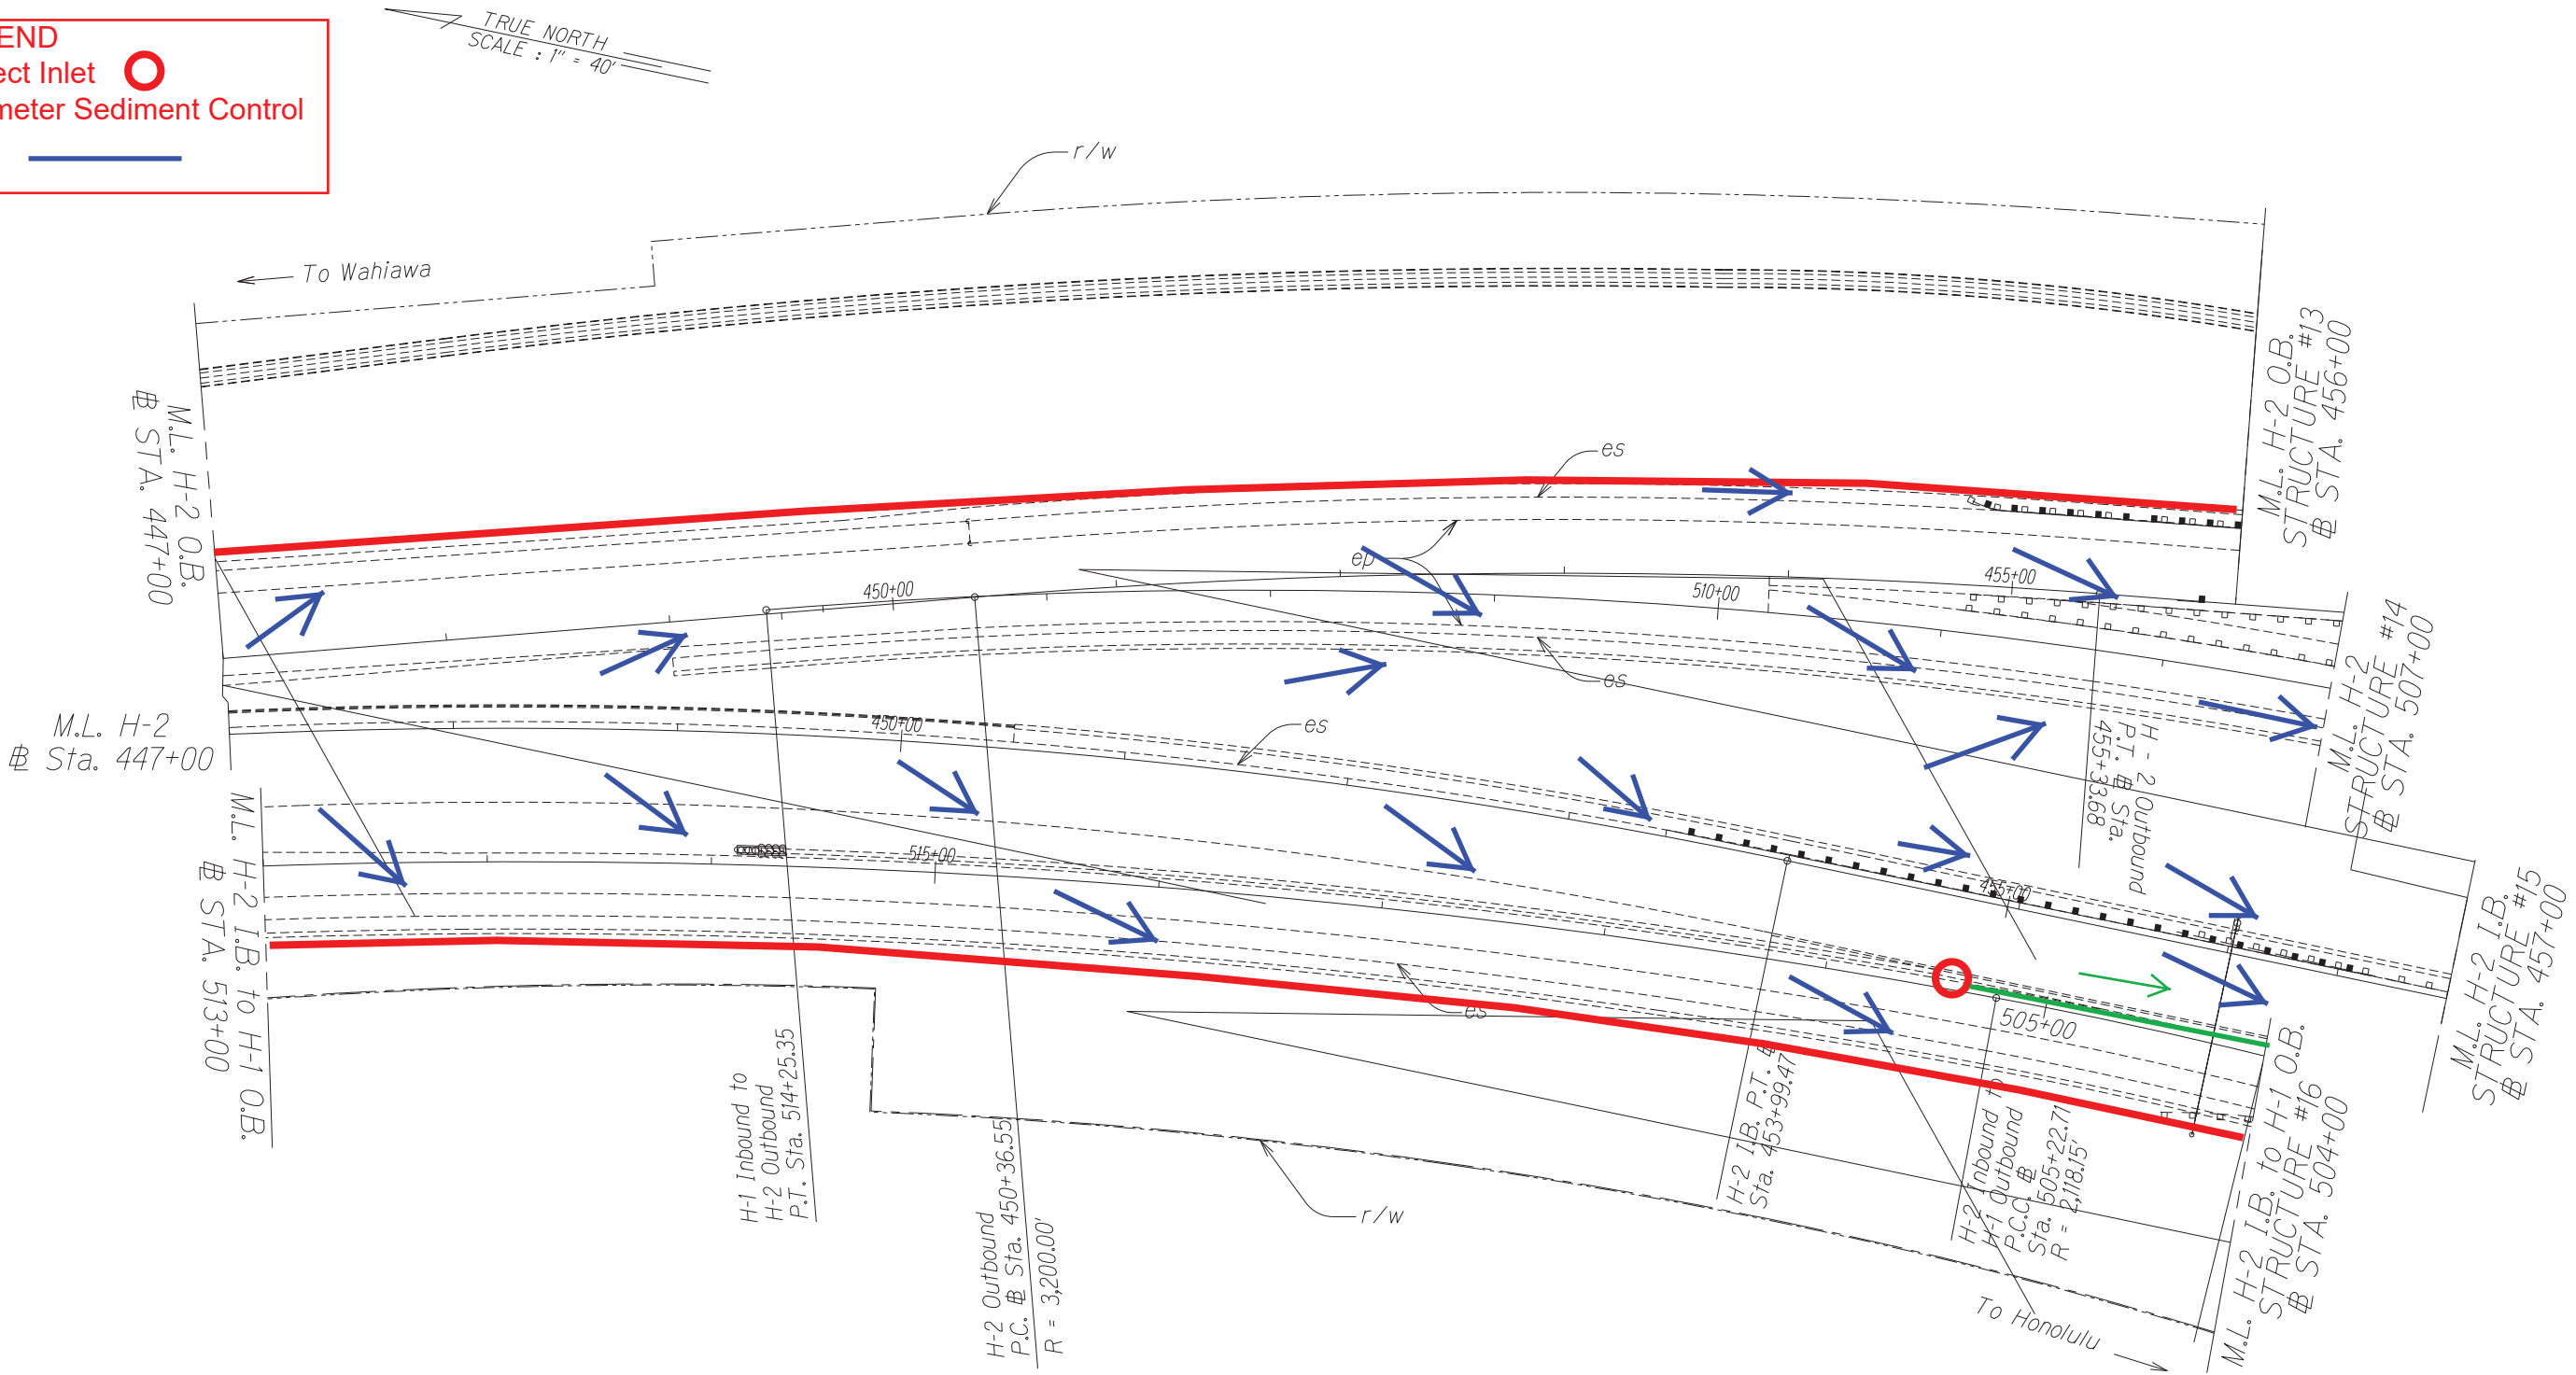 END
ect Inlet
meter Sediment Control
TRUE NORTH
SCALE : 1" = 40'
r/w
To Wahiawa
M.L. H-2 O.B.
℄ STA. 447+00
M.L. H-2
℄ Sta. 447+00
M.L. H-2 I.B. to H-1 O.B.
℄ STA. 513+00
es
ep
450+00
510+00
455+00
es
es
450+00
515+00
455+00
505+00
es
r/w
M.L. H-2 O.B.
STRUCTURE #13
℄ STA. 456+00
M.L. H-2
STRUCTURE #14
℄ STA. 507+00
H-2 Outbound
P.T. ℄ Sta.
455+33.68
M.L. H-2 I.B.
STRUCTURE #15
℄ STA. 457+00
M.L. H-2 I.B. to H-1 O.B.
STRUCTURE #16
℄ STA. 504+00
H-1 Inbound to
H-2 Outbound
P.T. Sta. 514+25.35
H-2 Outbound
P.C. ℄ Sta. 450+36.55
R = 3,200.00'
H-2 I.B. P.T. ℄
Sta. 453+99.47
H-2 Inbound to
H-1 Outbound
P.C.C. ℄
Sta. 505+22.71
R = 2,118.15'
To Honolulu